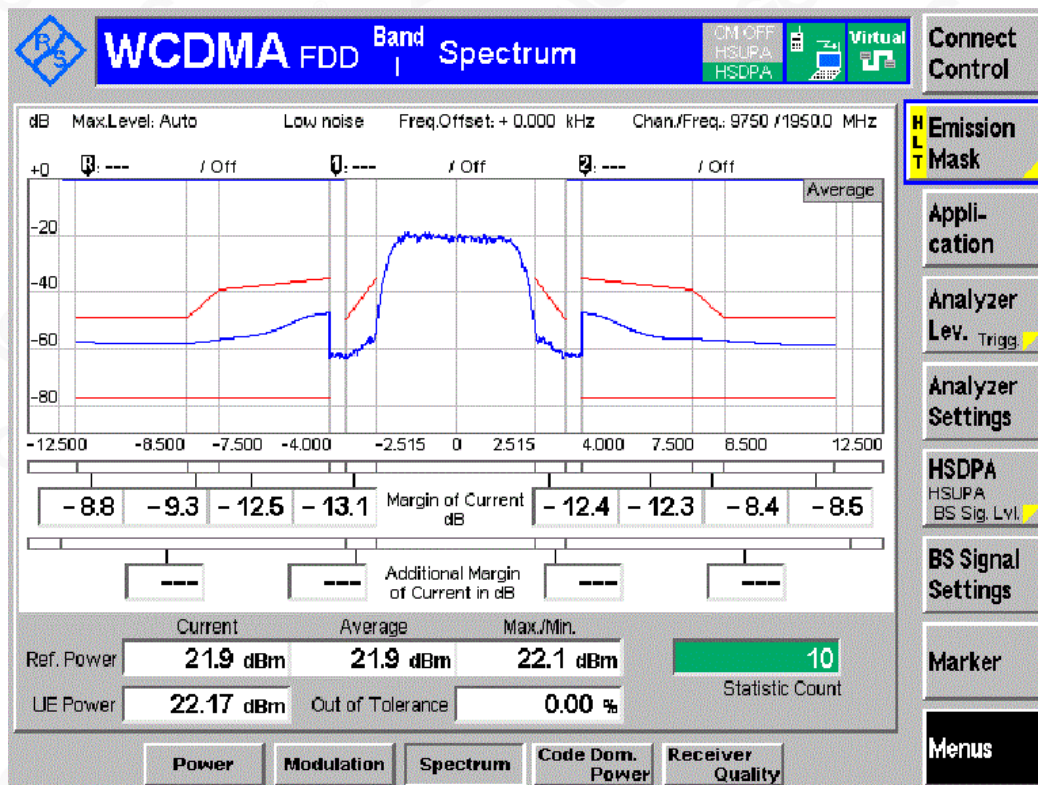 R S
WCDMA FDD Band I Spectrum
CM OFF
HSUPA
HSDPA
Virtual
Connect Control
dB Max.Level: Auto Low noise Freq.Offset: + 0.000 kHz Chan./Freq.: 9750 / 1950.0 MHz
HLT Emission Mask
+0 R: --- / Off 1: --- / Off 2: --- / Off
Average
Appli-
cation
-20
-40
-60
-80
Analyzer
Lev. Trigg.
Analyzer
Settings
-12.500 -8.500 -7.500 -4.000 -2.515 0 2.515 4.000 7.500 8.500 12.500
HSDPA
HSUPA
BS Sig. Lvl.
-8.8 -9.3 -12.5 -13.1 Margin of Current dB -12.4 -12.3 -8.4 -8.5
BS Signal
Settings
--- --- Additional Margin of Current in dB --- ---
Current Average Max./Min.
Ref. Power 21.9 dBm 21.9 dBm 22.1 dBm 10
Statistic Count
Marker
UE Power 22.17 dBm Out of Tolerance 0.00 %
Menus
Power Modulation Spectrum Code Dom. Power Receiver Quality